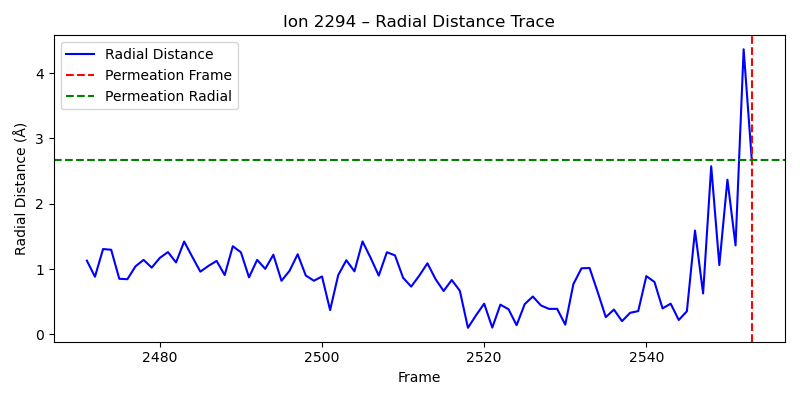 Ion 2294 – Radial Distance Trace
Radial Distance
Permeation Frame
Permeation Radial
Radial Distance (Å)
4
3
2
1
0
2480
2500
2520
2540
Frame